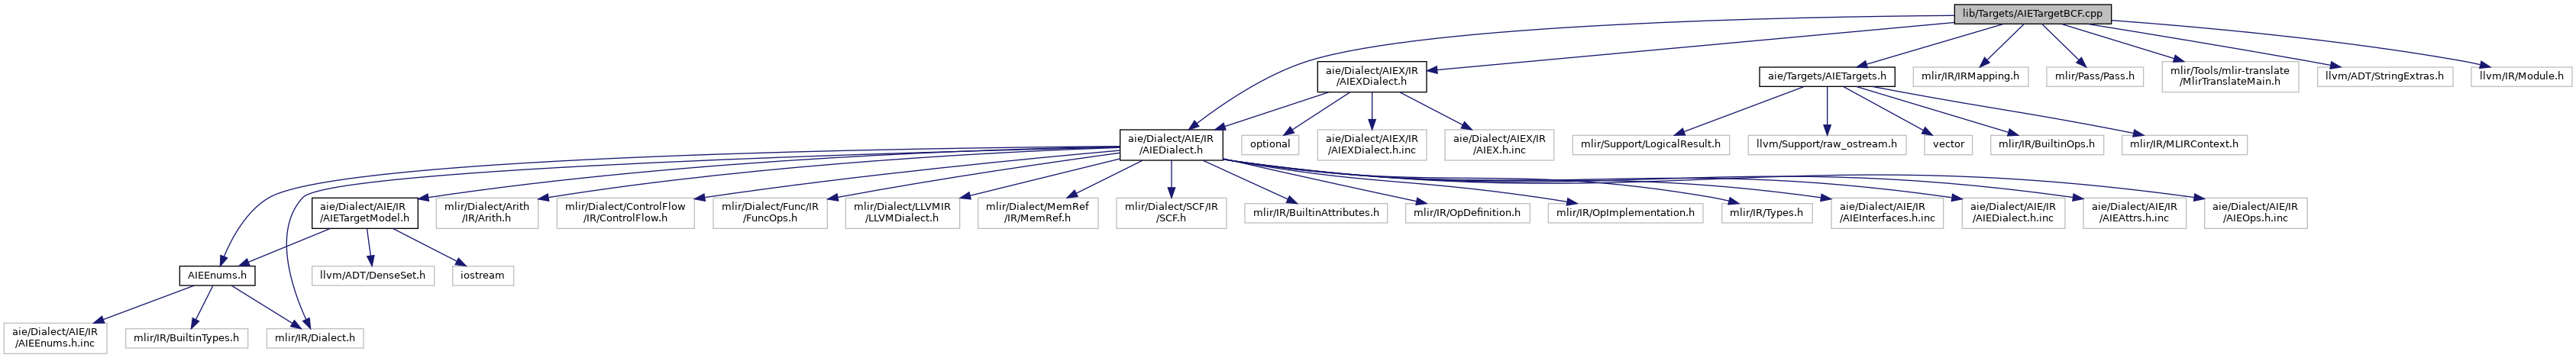 lib/Targets/AIETargetBCF.cpp
aie/Dialect/AIEX/IR
/AIEXDialect.h
aie/Targets/AIETargets.h
mlir/IR/IRMapping.h
mlir/Pass/Pass.h
mlir/Tools/mlir-translate
/MlirTranslateMain.h
llvm/ADT/StringExtras.h
llvm/IR/Module.h
aie/Dialect/AIE/IR
/AIEDialect.h
optional
aie/Dialect/AIEX/IR
/AIEXDialect.h.inc
aie/Dialect/AIEX/IR
/AIEX.h.inc
mlir/Support/LogicalResult.h
llvm/Support/raw_ostream.h
vector
mlir/IR/BuiltinOps.h
mlir/IR/MLIRContext.h
aie/Dialect/AIE/IR
/AIETargetModel.h
mlir/Dialect/Arith
/IR/Arith.h
mlir/Dialect/ControlFlow
/IR/ControlFlow.h
mlir/Dialect/Func/IR
/FuncOps.h
mlir/Dialect/LLVMIR
/LLVMDialect.h
mlir/Dialect/MemRef
/IR/MemRef.h
mlir/Dialect/SCF/IR
/SCF.h
mlir/IR/BuiltinAttributes.h
mlir/IR/OpDefinition.h
mlir/IR/OpImplementation.h
mlir/IR/Types.h
aie/Dialect/AIE/IR
/AIEInterfaces.h.inc
aie/Dialect/AIE/IR
/AIEDialect.h.inc
aie/Dialect/AIE/IR
/AIEAttrs.h.inc
aie/Dialect/AIE/IR
/AIEOps.h.inc
AIEEnums.h
llvm/ADT/DenseSet.h
iostream
aie/Dialect/AIE/IR
/AIEEnums.h.inc
mlir/IR/BuiltinTypes.h
mlir/IR/Dialect.h